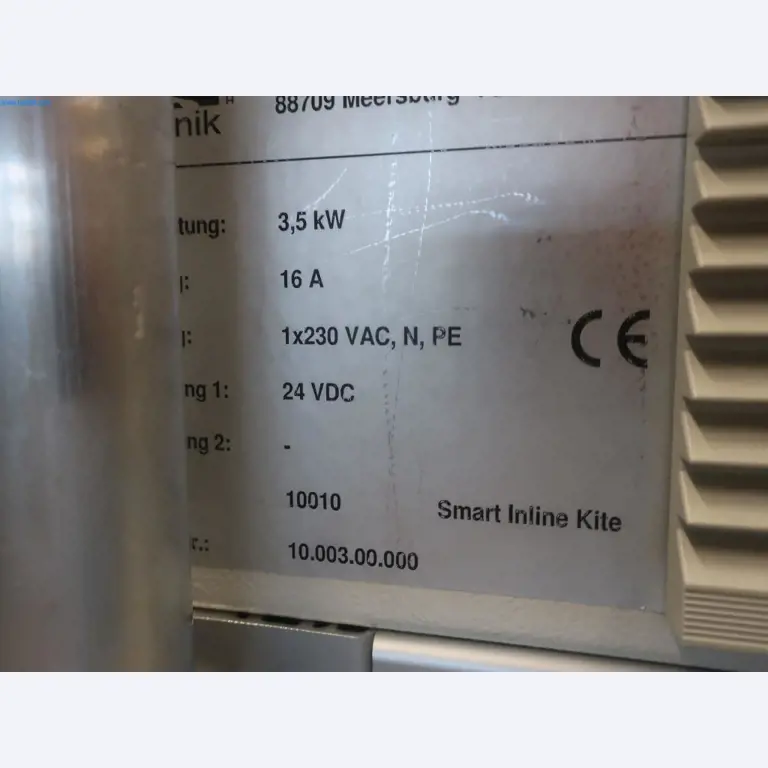 nik
88709 Meersburg
tung: 3,5 kW
: 16 A
: 1x230 VAC, N, PE
CE
ng 1: 24 VDC
ng 2: -
10010 Smart Inline Kite
r.: 10.003.00.000